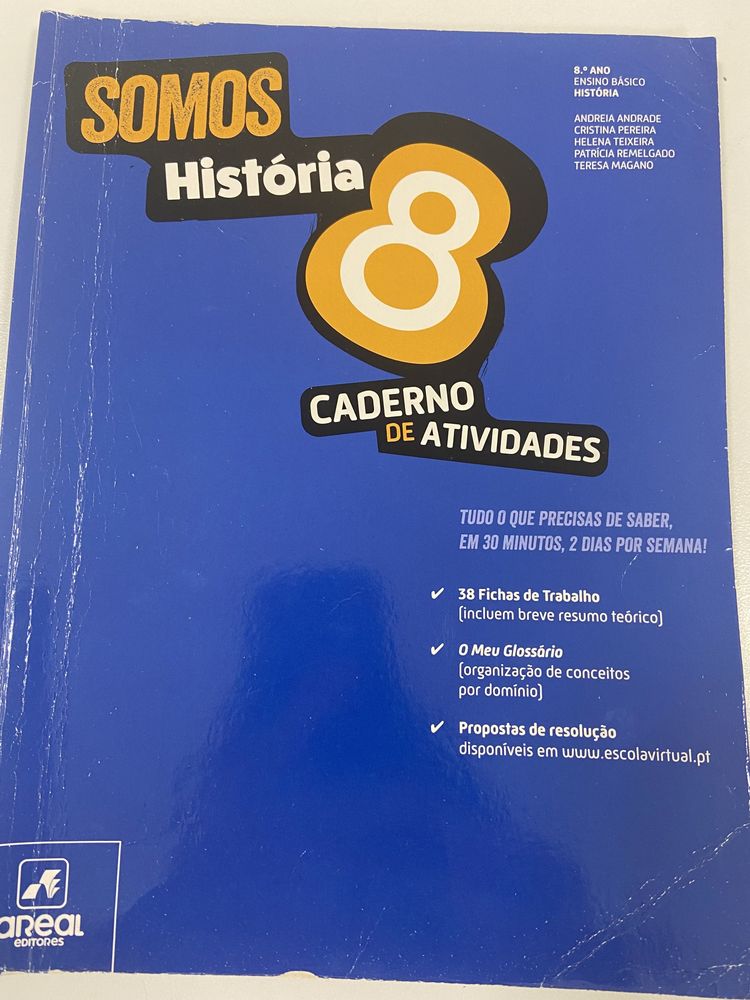 SOMOS
História
8
8.º ANO
ENSINO BÁSICO
HISTÓRIA
ANDREIA ANDRADE
CRISTINA PEREIRA
HELENA TEIXEIRA
PATRÍCIA REMELGADO
TERESA MAGANO
CADERNO
DE ATIVIDADES
TUDO O QUE PRECISAS DE SABER,
EM 30 MINUTOS, 2 DIAS POR SEMANA!
✔ 38 Fichas de Trabalho
(incluem breve resumo teórico)
✔ O Meu Glossário
(organização de conceitos
por domínio)
✔ Propostas de resolução
disponíveis em www.escolavirtual.pt
aReaL
EDITORES